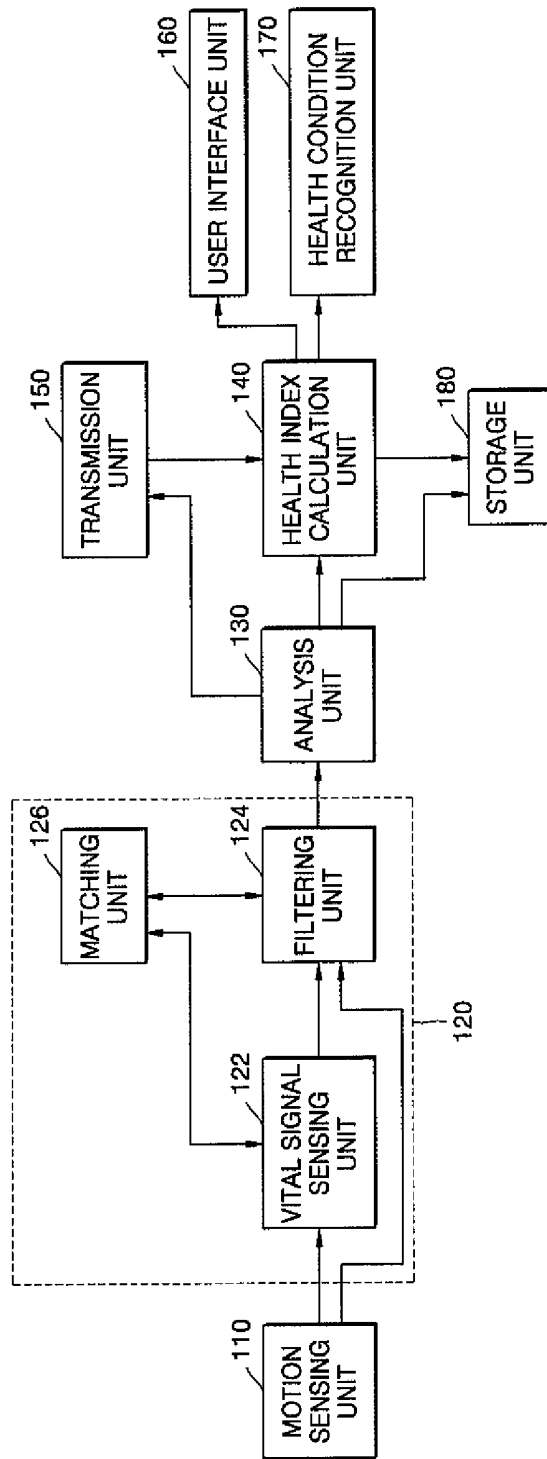 110
MOTION
SENSING
UNIT
122
VITAL SIGNAL
SENSING
UNIT
120
126
MATCHING
UNIT
124
FILTERING
UNIT
130
ANALYSIS
UNIT
150
TRANSMISSION
UNIT
140
HEALTH INDEX
CALCULATION
UNIT
180
STORAGE
UNIT
160
USER INTERFACE UNIT
170
HEALTH CONDITION
RECOGNITION UNIT